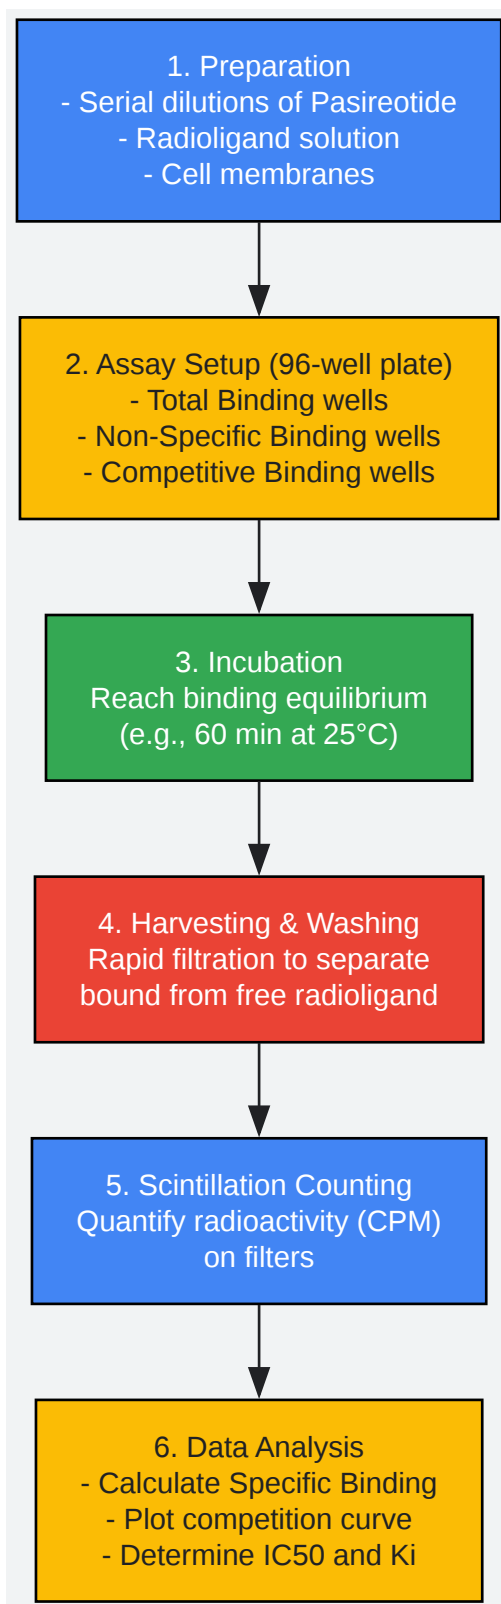 1. Preparation
- Serial dilutions of Pasireotide
- Radioligand solution
- Cell membranes
2. Assay Setup (96-well plate)
- Total Binding wells
- Non-Specific Binding wells
- Competitive Binding wells
3. Incubation
Reach binding equilibrium
(e.g., 60 min at 25°C)
4. Harvesting & Washing
Rapid filtration to separate
bound from free radioligand
5. Scintillation Counting
Quantify radioactivity (CPM)
on filters
6. Data Analysis
- Calculate Specific Binding
- Plot competition curve
- Determine IC50 and Ki